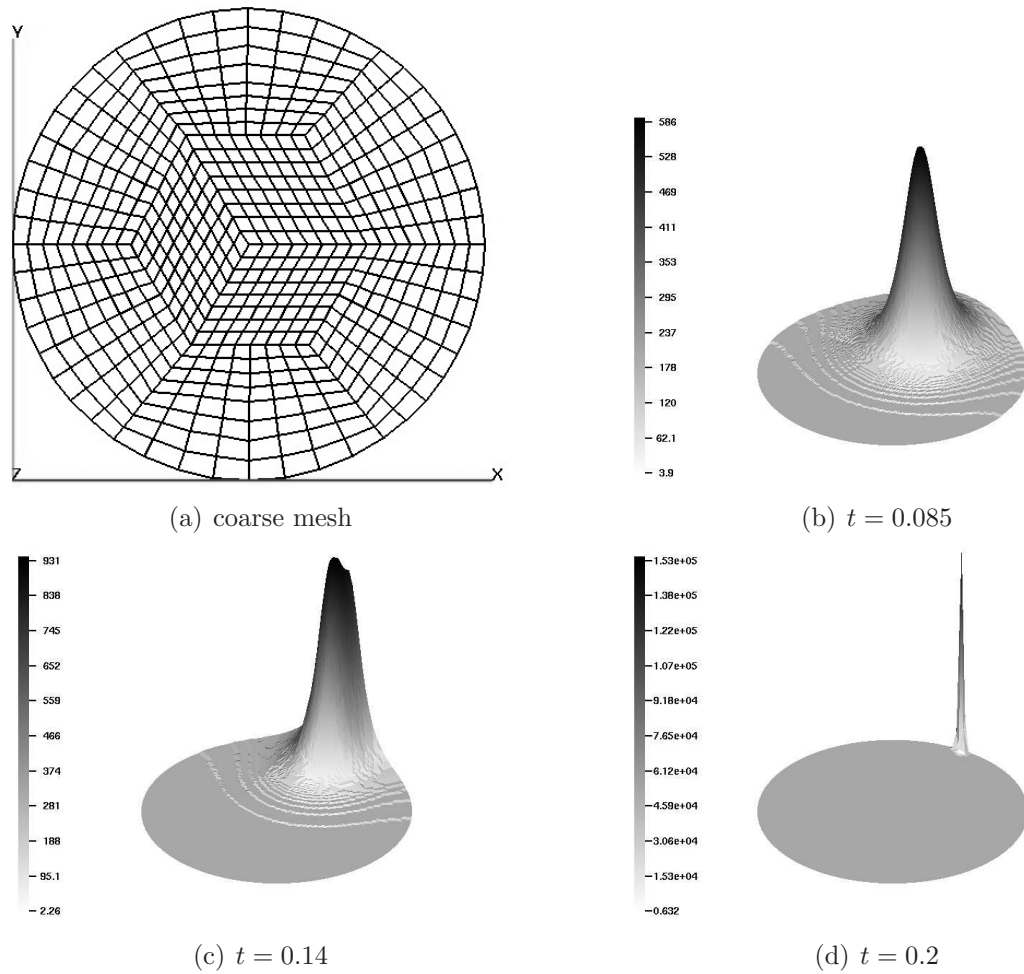 Y
Z
X
(a) coarse mesh
586
528
469
411
353
295
237
178
120
62.1
3.9
(b) t = 0.085
931
838
745
652
559
466
374
281
188
95.1
2.26
(c) t = 0.14
1.53e+05
1.38e+05
1.22e+05
1.07e+05
9.18e+04
7.65e+04
6.12e+04
4.59e+04
3.06e+04
1.53e+04
0.632
(d) t = 0.2